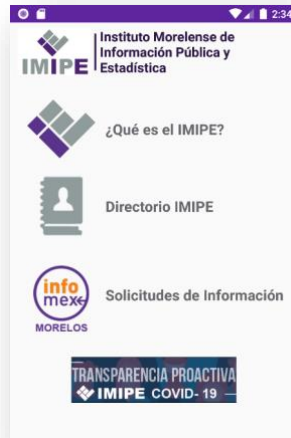 2:34
IMIPE
Instituto Morelense de
Información Pública y
Estadística
¿Qué es el IMIPE?
Directorio IMIPE
info
mex
MORELOS
Solicitudes de Información
TRANSPARENCIA PROACTIVA
IMIPE COVID-19